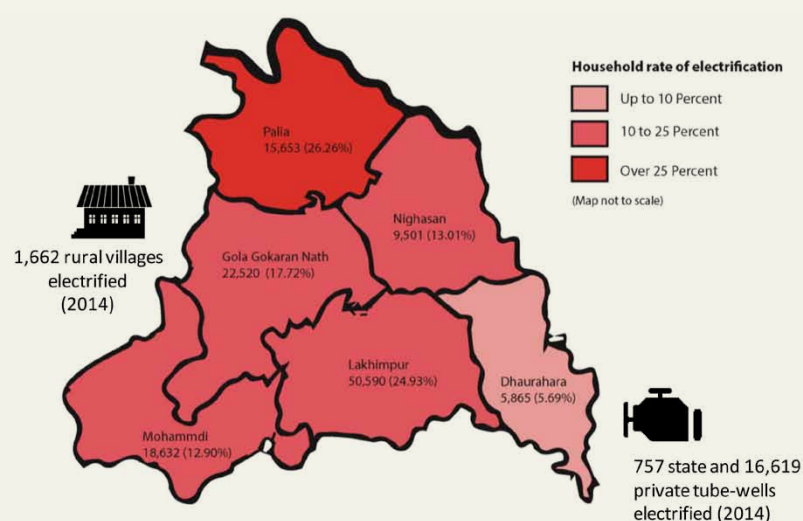 Household rate of electrification
Up to 10 Percent
10 to 25 Percent
Over 25 Percent
(Map not to scale)
Palia
15,653 (26.26%)
Nighasan
9,501 (13.01%)
Gola Gokaran Nath
22,520 (17.72%)
1,662 rural villages
electrified
(2014)
Lakhimpur
50,590 (24.93%)
Dhaurahara
5,865 (5.69%)
Mohammdi
18,632 (12.90%)
757 state and 16,619
private tube-wells
electrified (2014)